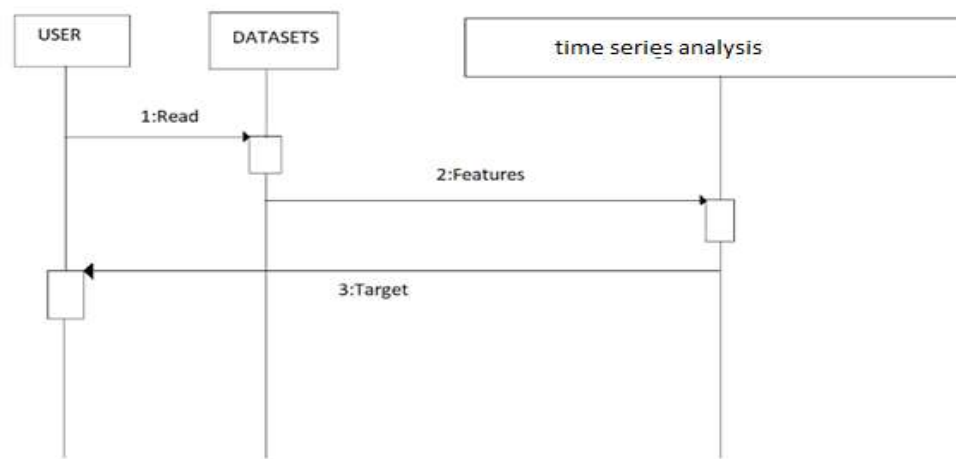 USER
DATASETS
time series analysis
1:Read
2:Features
3:Target